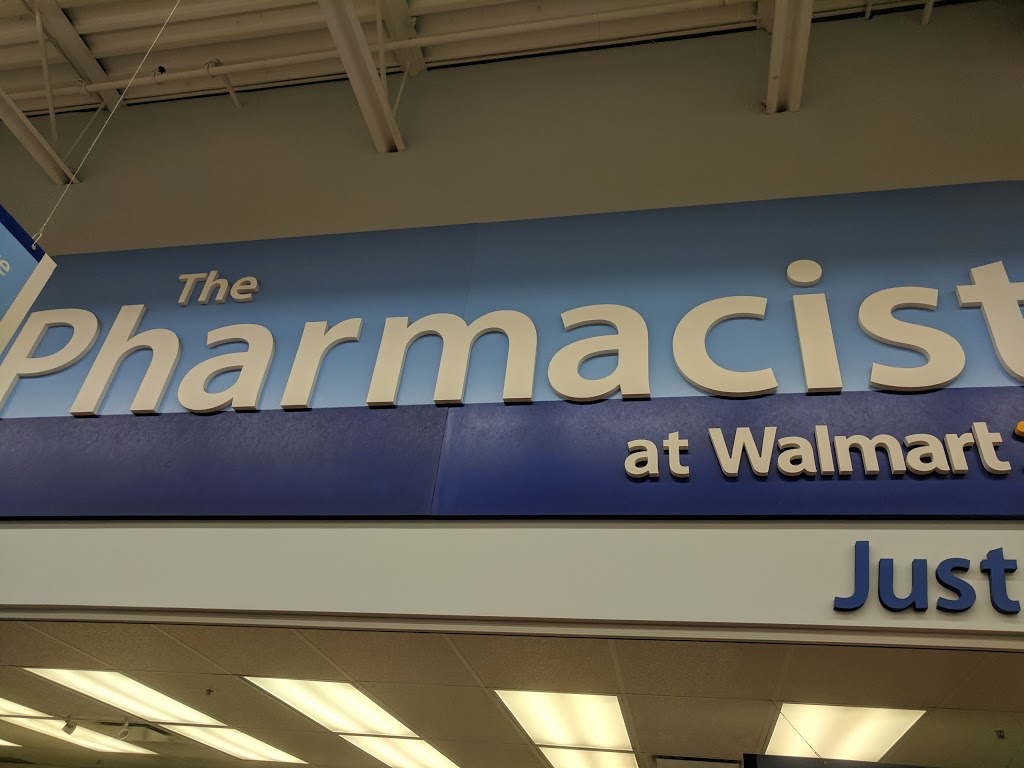 The
Pharmacist
at Walmart
Just